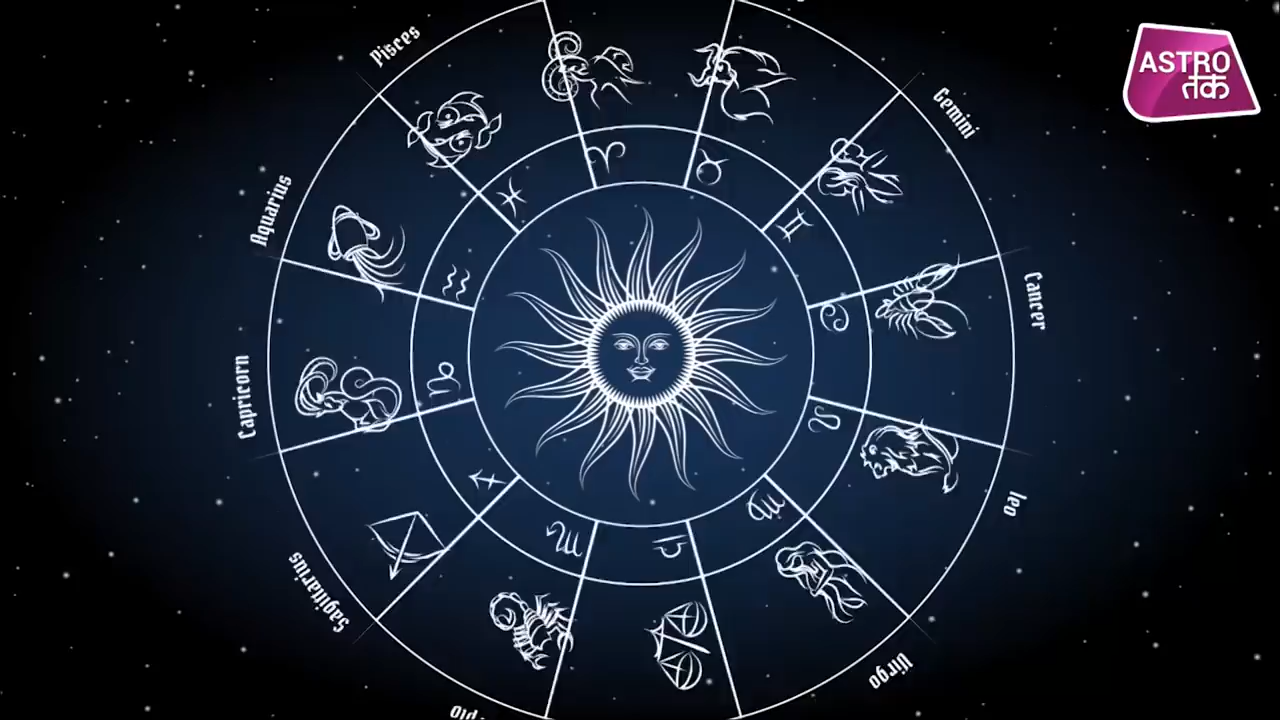 Pisces
ASTRO
तक
Gemini
Aquarius
Cancer
Capricorn
leo
Sagittarius
Virgo